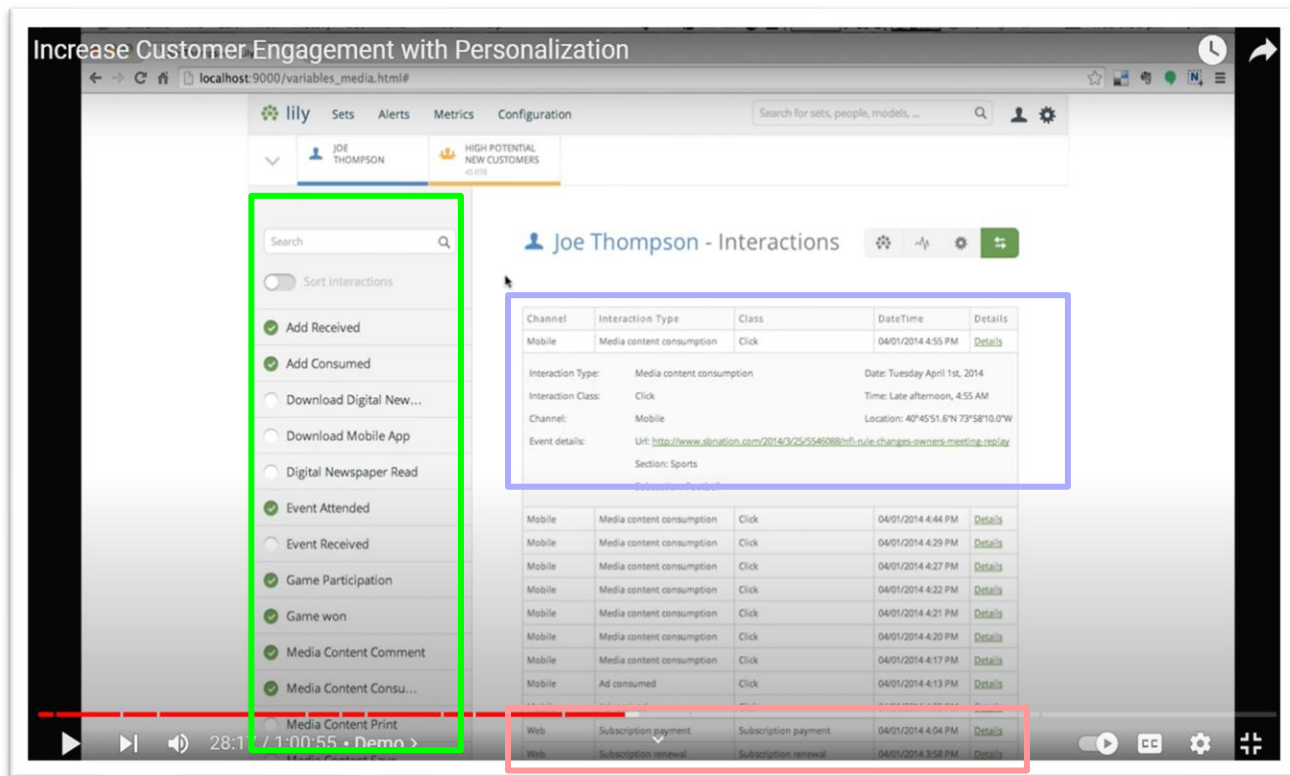 Increase Customer Engagement with Personalization
localhost:9000/variables_media.html#
lily Sets Alerts Metrics Configuration Search for sets, people, models, ...
JOE THOMPSON
HIGH POTENTIAL NEW CUSTOMERS
Search
Sort Interactions
Add Received
Add Consumed
Download Digital New...
Download Mobile App
Digital Newspaper Read
Event Attended
Event Received
Game Participation
Game won
Media Content Comment
Media Content Consu...
Media Content Print
Media Content Save
Joe Thompson - Interactions
Channel Interaction Type Class DateTime Details
Mobile Media content consumption Click 04/01/2014 4:55 PM Details
Interaction Type: Media content consumption Date: Tuesday April 1st, 2014
Interaction Class: Click Time: Late afternoon, 4:55 AM
Channel: Mobile Location: 40°45'51.6"N 73°58'10.0"W
Event details: Url: http://www.sbnation.com/2014/3/25/5546088/nfl-rule-changes-owners-meeting-replay
Section: Sports
Mobile Media content consumption Click 04/01/2014 4:44 PM Details
Mobile Media content consumption Click 04/01/2014 4:29 PM Details
Mobile Media content consumption Click 04/01/2014 4:27 PM Details
Mobile Media content consumption Click 04/01/2014 4:22 PM Details
Mobile Media content consumption Click 04/01/2014 4:21 PM Details
Mobile Media content consumption Click 04/01/2014 4:20 PM Details
Mobile Media content consumption Click 04/01/2014 4:17 PM Details
Mobile Ad consumed Click 04/01/2014 4:13 PM Details
Web Subscription payment Subscription payment 04/01/2014 4:04 PM Details
Web Subscription renewal Subscription renewal 04/01/2014 3:58 PM Details
28:17 / 1:00:55 • Demo >
CC